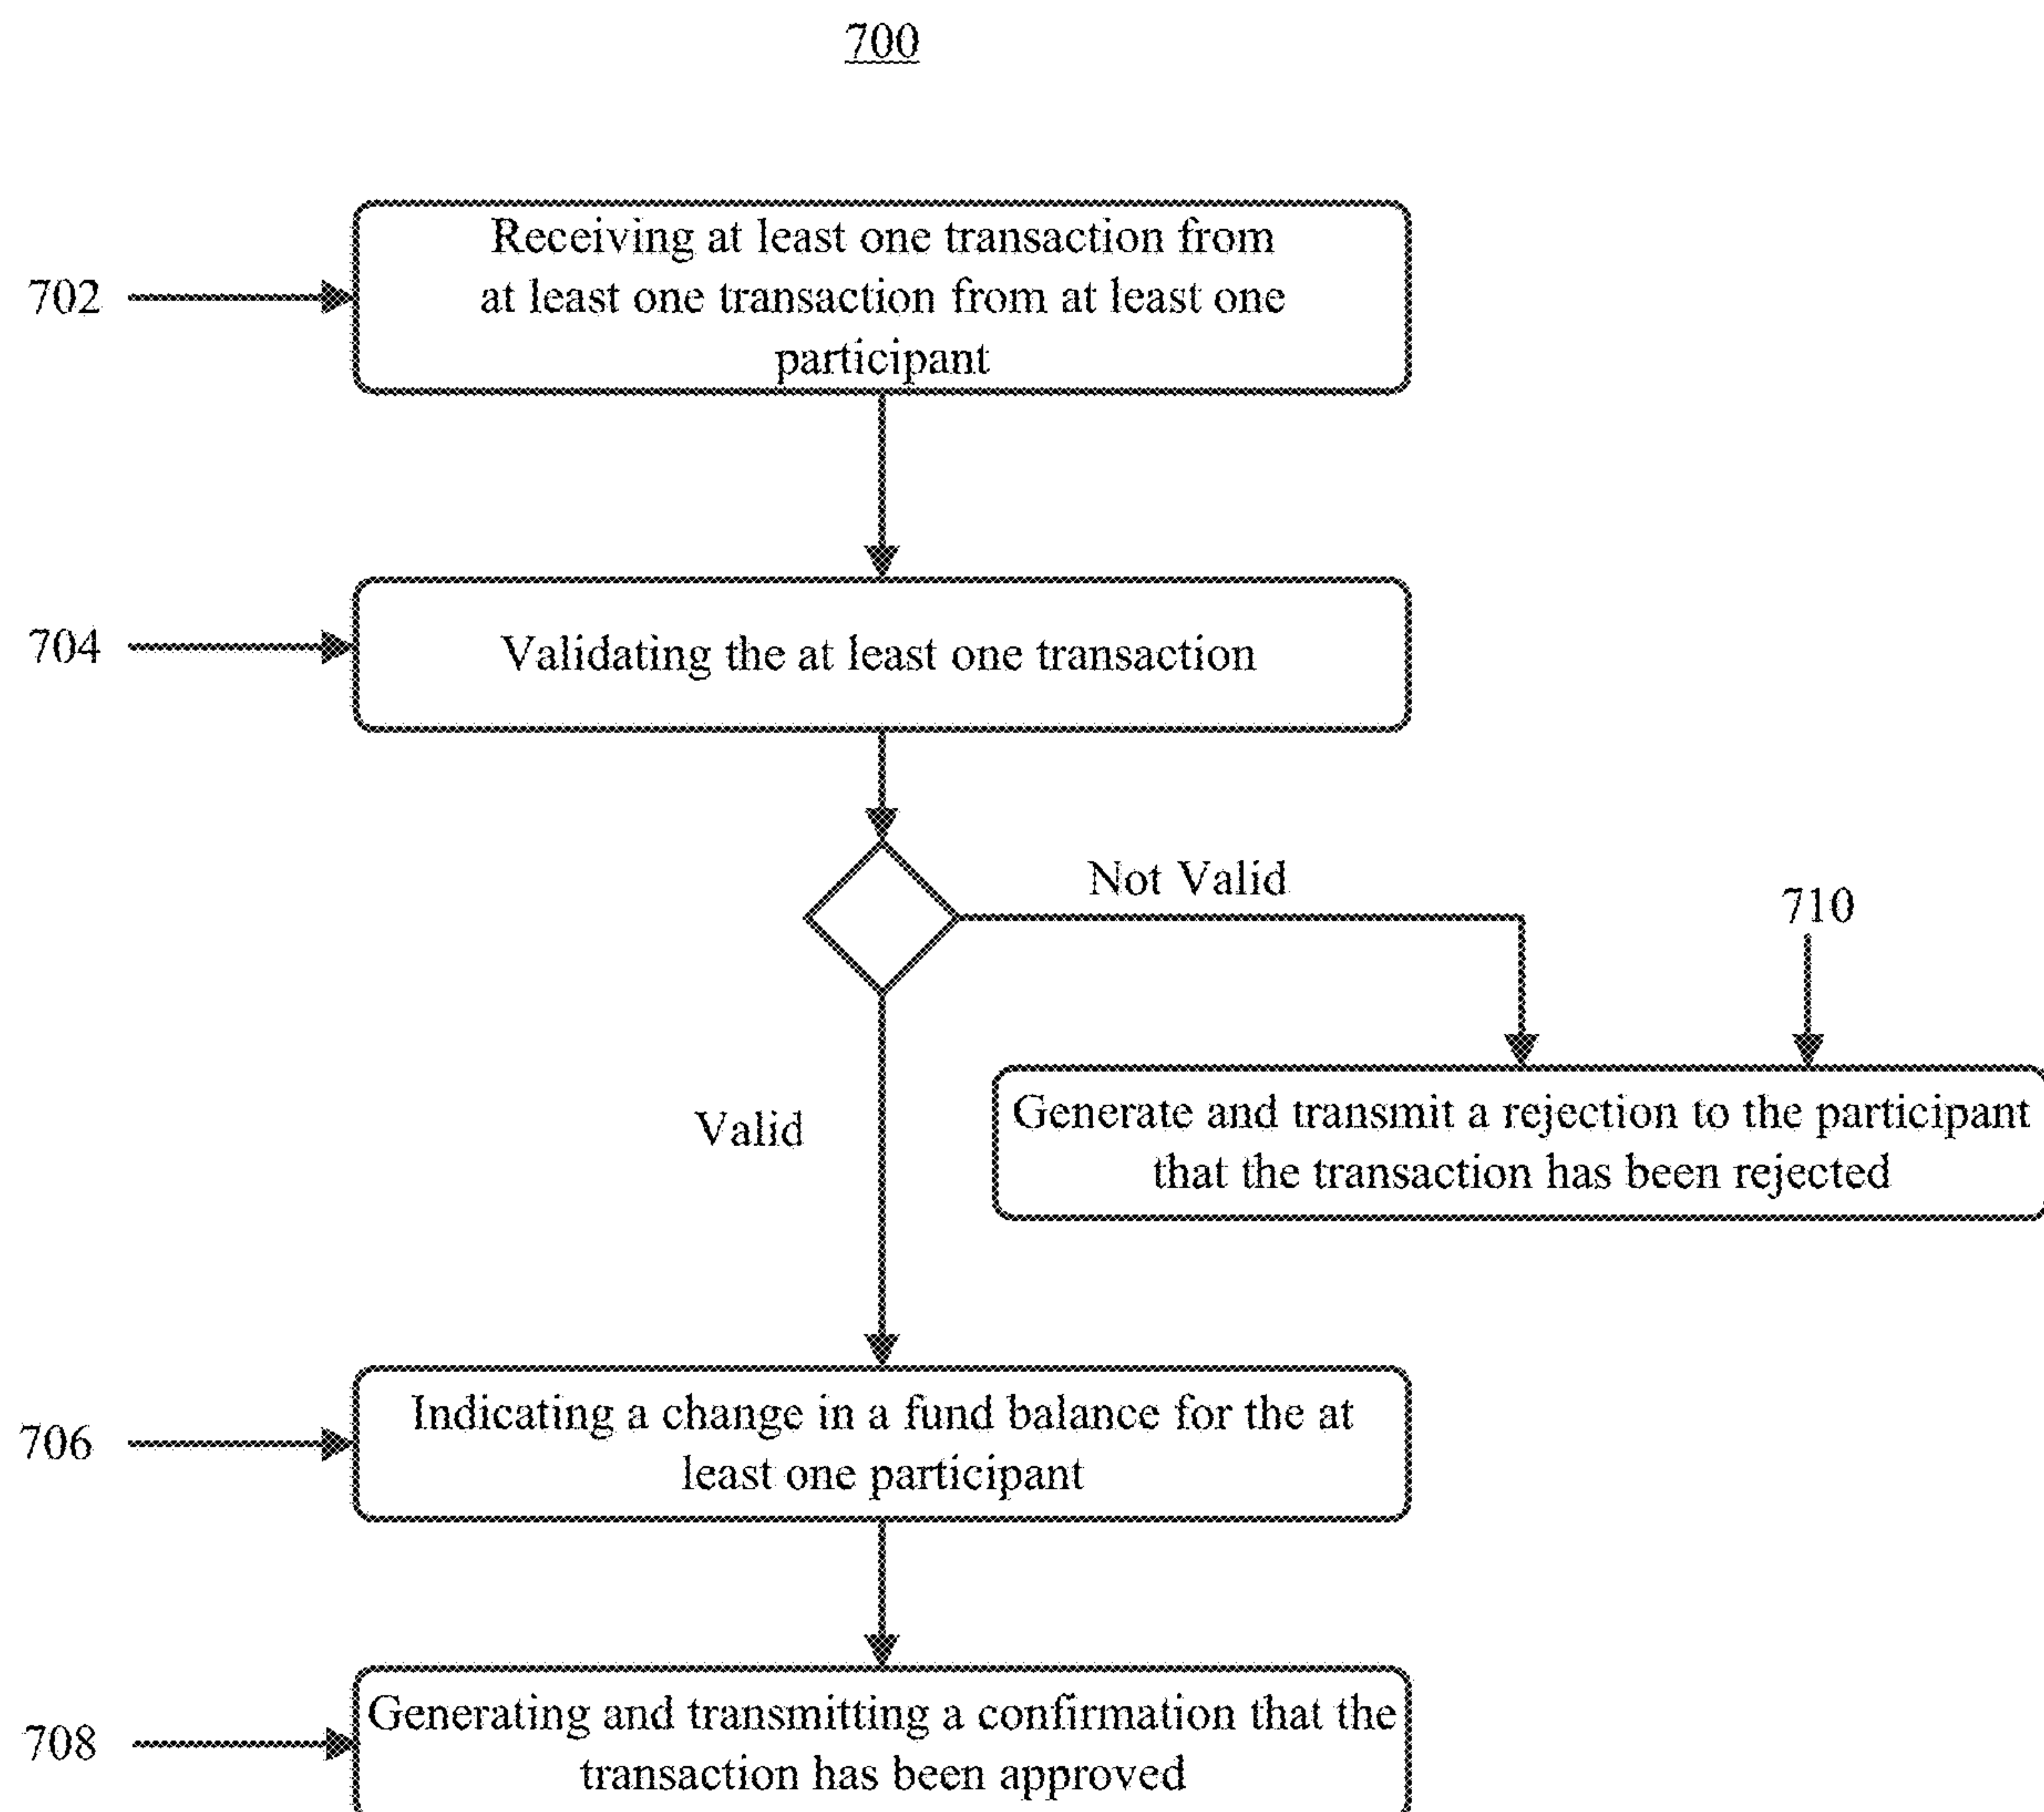 700
702
Receiving at least one transaction from
at least one transaction from at least one
participant
704
Validating the at least one transaction
Not Valid
710
Valid
Generate and transmit a rejection to the participant
that the transaction has been rejected
706
Indicating a change in a fund balance for the at
least one participant
708
Generating and transmitting a confirmation that the
transaction has been approved